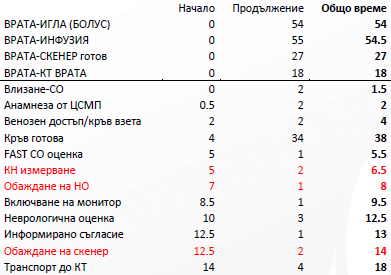 Начало Продължение Общо време
ВРАТА-ИГЛА (БОЛУС) 0 54 54
ВРАТА-ИНФУЗИЯ 0 55 54.5
ВРАТА-СКЕНЕР готов 0 27 27
ВРАТА-КТ ВРАТА 0 18 18
Влизане-СО 0 2 1.5
Анамнеза от ЦСМП 0.5 2 2
Венозен достъп/кръв взета 2 2 4
Кръв готова 4 34 38
FAST СО оценка 5 1 5.5
КН измерване 5 2 6.5
Обаждане на НО 7 1 8
Включване на монитор 8.5 1 9.5
Неврологична оценка 10 3 12.5
Информирано съгласие 12.5 1 13
Обаждане на скенер 12.5 2 14
Транспорт до КТ 14 4 18